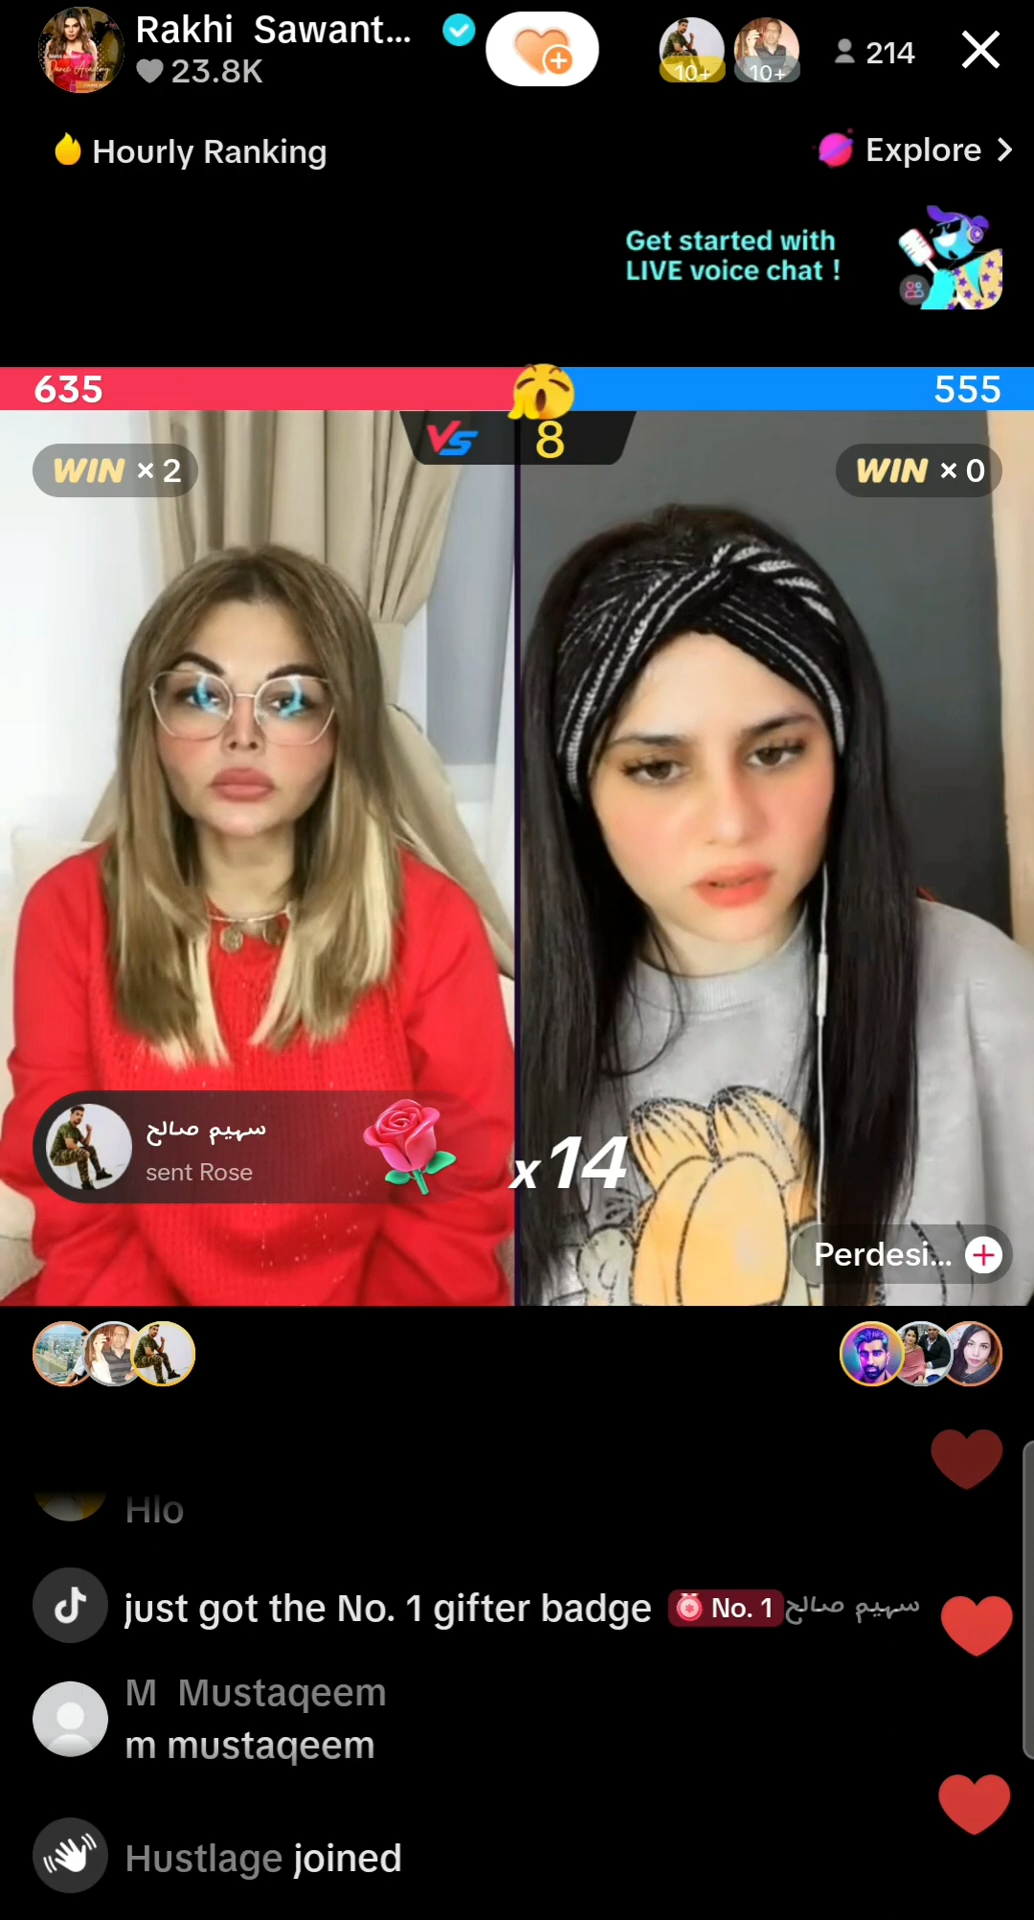 Rakhi Sawant...
23.8K
10+
10+
214
Hourly Ranking
Explore
Get started with
LIVE voice chat !
635
555
VS
8
WIN × 2
WIN × 0
سهيم صالح
sent Rose
x14
Perdesi...
Hlo
just got the No. 1 gifter badge No. 1 سهيم صالح
M Mustaqeem
m mustaqeem
Hustlage joined